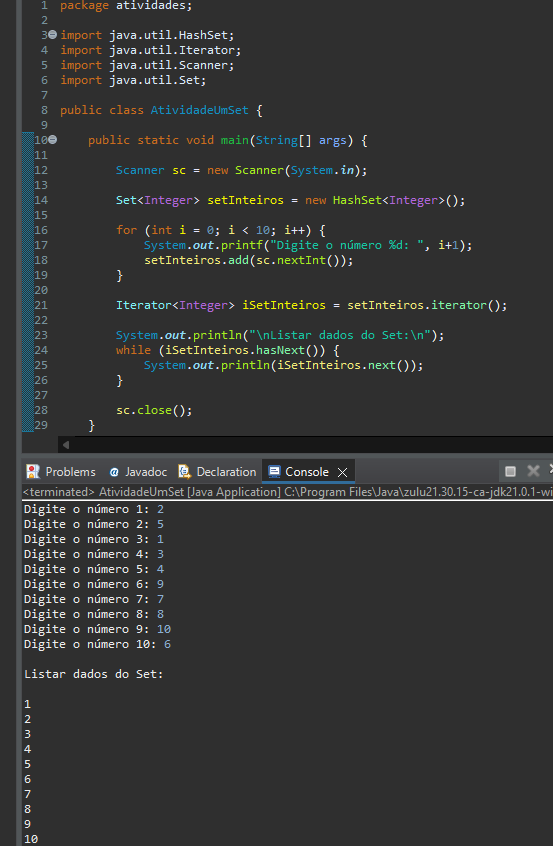 1 package atividades;
2
3 import java.util.HashSet;
4 import java.util.Iterator;
5 import java.util.Scanner;
6 import java.util.Set;
7
8 public class AtividadeUmSet {
9
10     public static void main(String[] args) {
11
12         Scanner sc = new Scanner(System.in);
13
14         Set<Integer> setInteiros = new HashSet<Integer>();
15
16         for (int i = 0; i < 10; i++) {
17             System.out.printf("Digite o número %d: ", i+1);
18             setInteiros.add(sc.nextInt());
19         }
20
21         Iterator<Integer> iSetInteiros = setInteiros.iterator();
22
23         System.out.println("\nListar dados do Set:\n");
24         while (iSetInteiros.hasNext()) {
25             System.out.println(iSetInteiros.next());
26         }
27
28         sc.close();
29     }
Problems @ Javadoc Declaration Console
<terminated> AtividadeUmSet [Java Application] C:\Program Files\Java\zulu21.30.15-ca-jdk21.0.1-wi
Digite o número 1: 2
Digite o número 2: 5
Digite o número 3: 1
Digite o número 4: 3
Digite o número 5: 4
Digite o número 6: 9
Digite o número 7: 7
Digite o número 8: 8
Digite o número 9: 10
Digite o número 10: 6

Listar dados do Set:

1
2
3
4
5
6
7
8
9
10